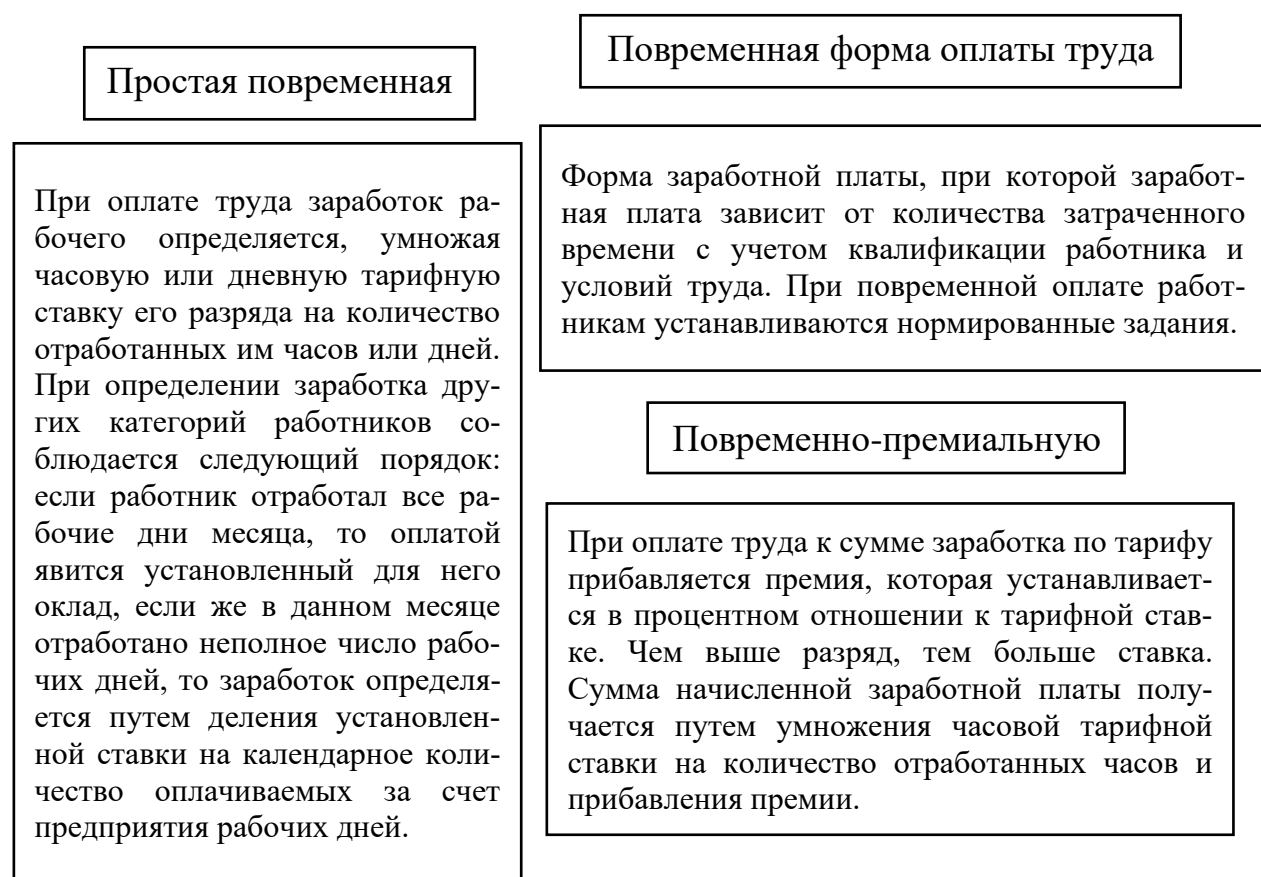 Простая повременная
При оплате труда заработок ра-
бочего определяется, умножая
часовую или дневную тарифную
ставку его разряда на количество
отработанных им часов или дней.
При определении заработка дру-
гих категорий работников со-
блюдается следующий порядок:
если работник отработал все ра-
бочие дни месяца, то оплатой
явится установленный для него
оклад, если же в данном месяце
отработано неполное число рабо-
чих дней, то заработок определя-
ется путем деления установлен-
ной ставки на календарное коли-
чество оплачиваемых за счет
предприятия рабочих дней.
Повременная форма оплаты труда
Форма заработной платы, при которой заработ-
ная плата зависит от количества затраченного
времени с учетом квалификации работника и
условий труда. При повременной оплате работ-
никам устанавливаются нормированные задания.
Повременно-премиальную
При оплате труда к сумме заработка по тарифу
прибавляется премия, которая устанавливает-
ся в процентном отношении к тарифной став-
ке. Чем выше разряд, тем больше ставка.
Сумма начисленной заработной платы полу-
чается путем умножения часовой тарифной
ставки на количество отработанных часов и
прибавления премии.